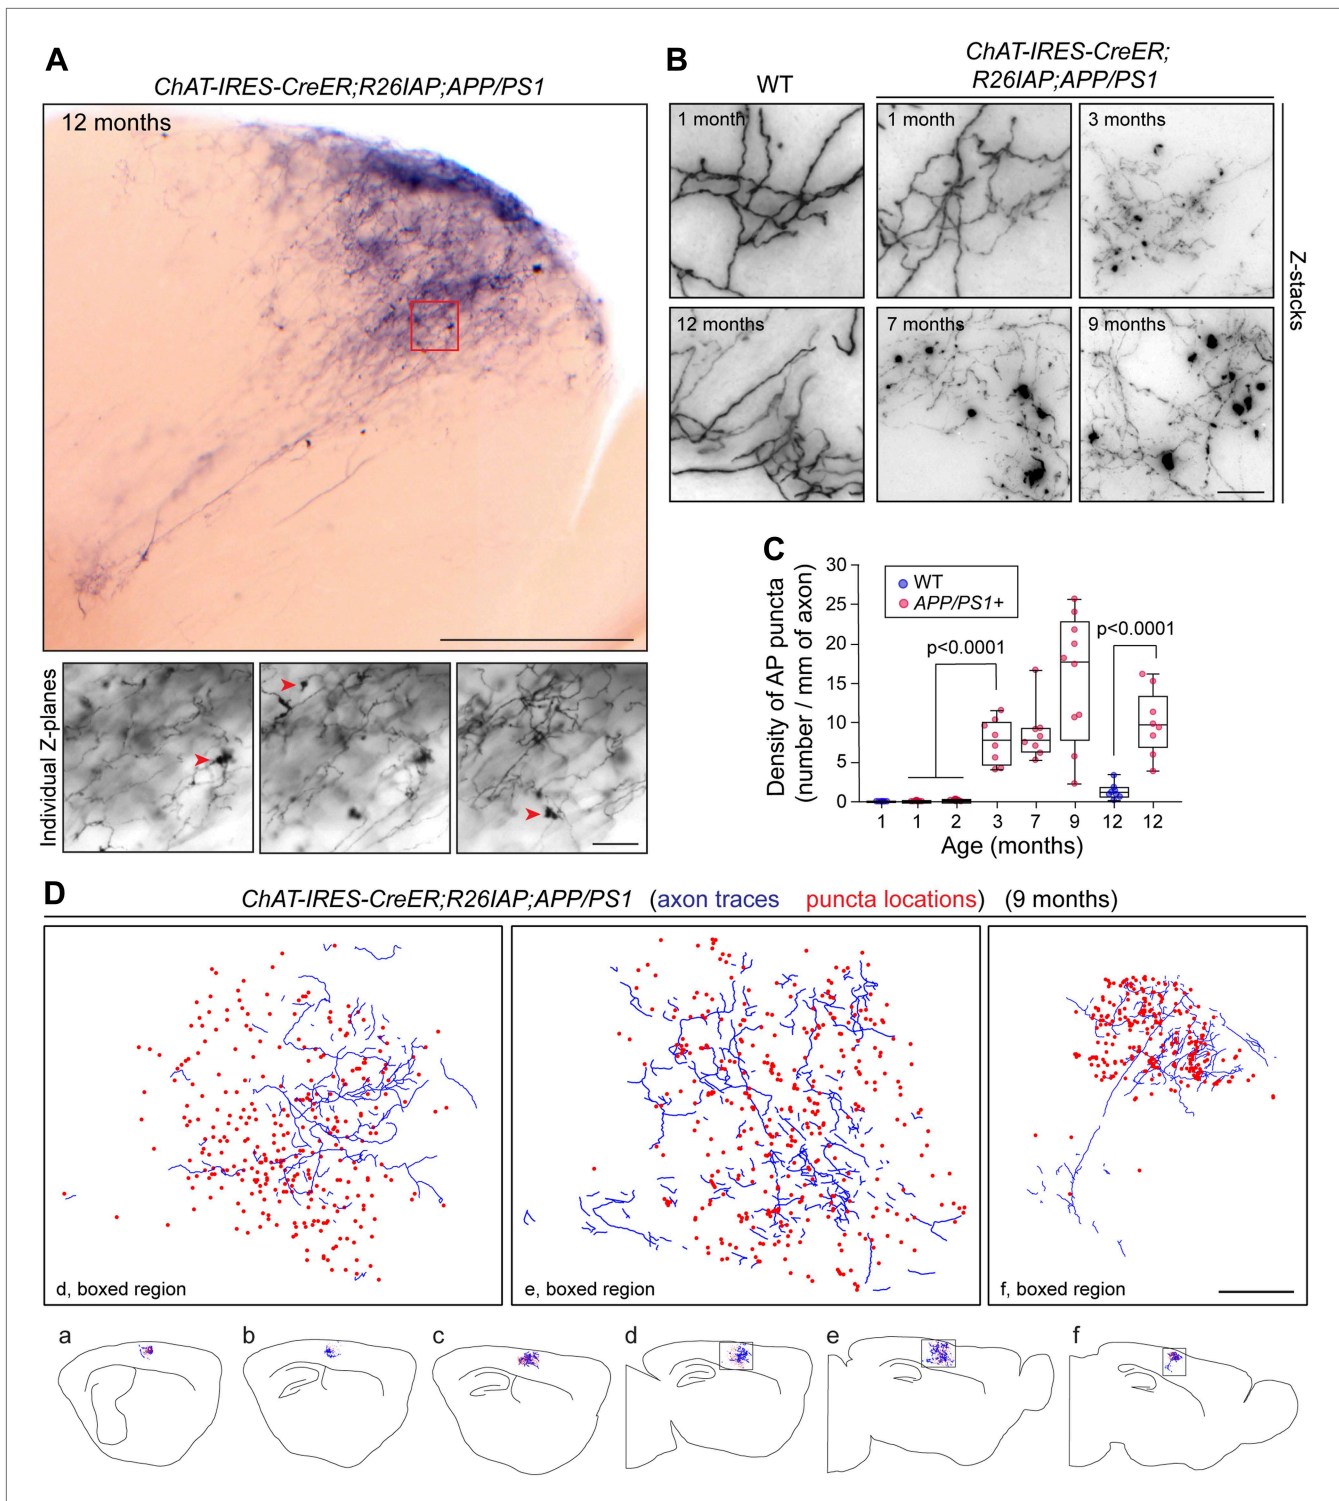 A
ChAT-IRES-CreER;R26IAP;APP/PS1
12 months
Individual Z-planes
B
WT
ChAT-IRES-CreER;
R26IAP;APP/PS1
1 month
1 month
3 months
12 months
7 months
9 months
Z-stacks
C
Density of AP puncta
(number / mm of axon)
30
25
20
15
10
5
0
WT
APP/PS1+
p<0.0001
p<0.0001
1 1 2 3 7 9 12 12
Age (months)
D
ChAT-IRES-CreER;R26IAP;APP/PS1 (axon traces puncta locations) (9 months)
d, boxed region
e, boxed region
f, boxed region
a b c d e f